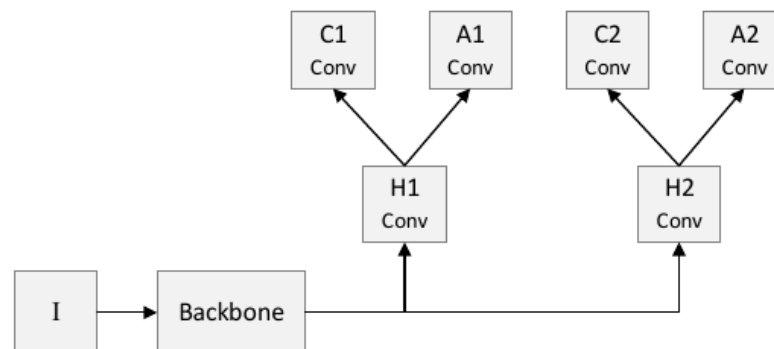 C1
Conv
A1
Conv
C2
Conv
A2
Conv
H1
Conv
H2
Conv
I
Backbone